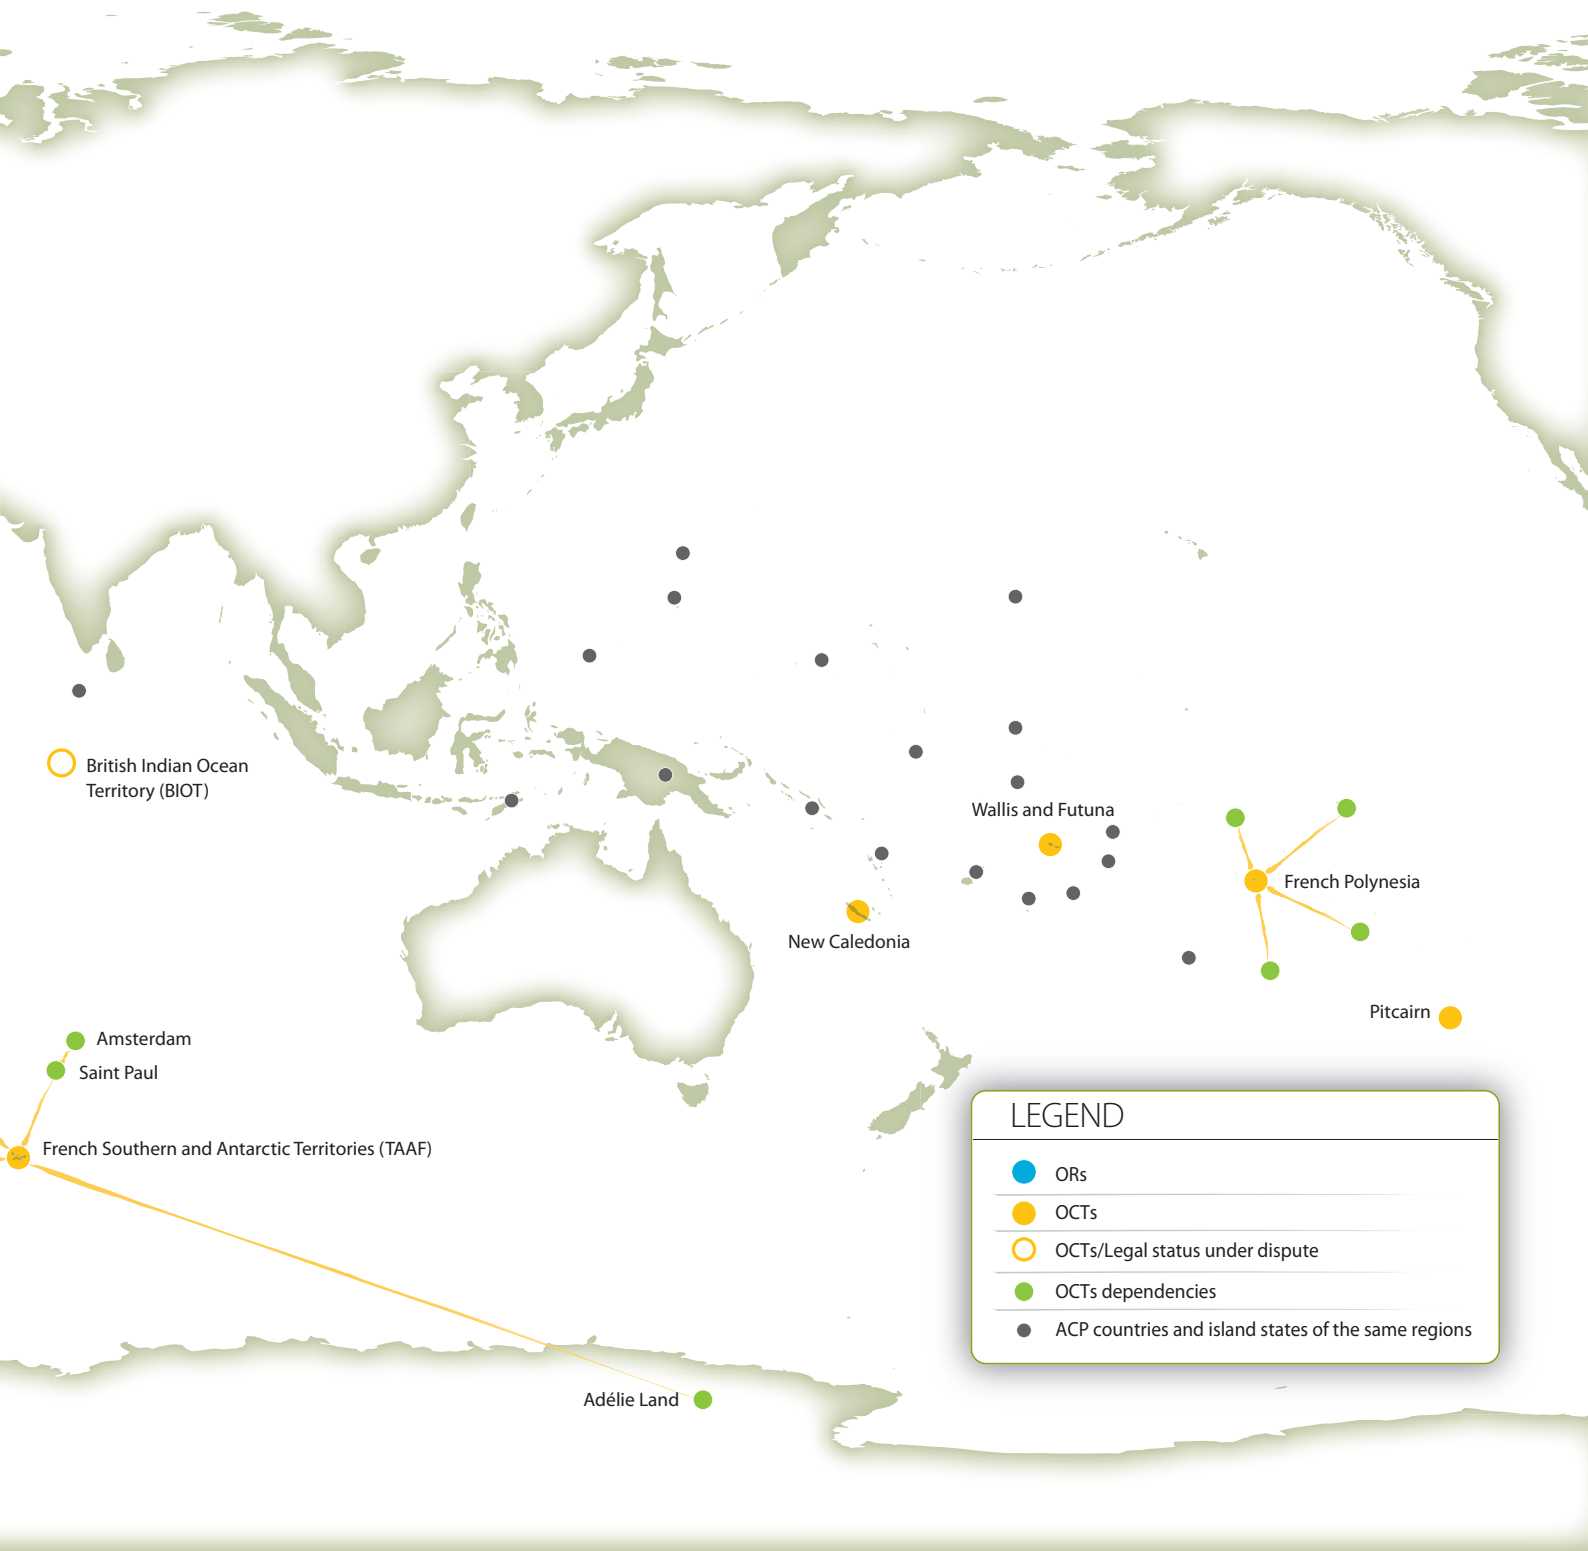 British Indian Ocean
Territory (BIOT)
Wallis and Futuna
French Polynesia
New Caledonia
Pitcairn
Amsterdam
Saint Paul
French Southern and Antarctic Territories (TAAF)
Adélie Land
LEGEND
ORs
OCTs
OCTs/Legal status under dispute
OCTs dependencies
ACP countries and island states of the same regions